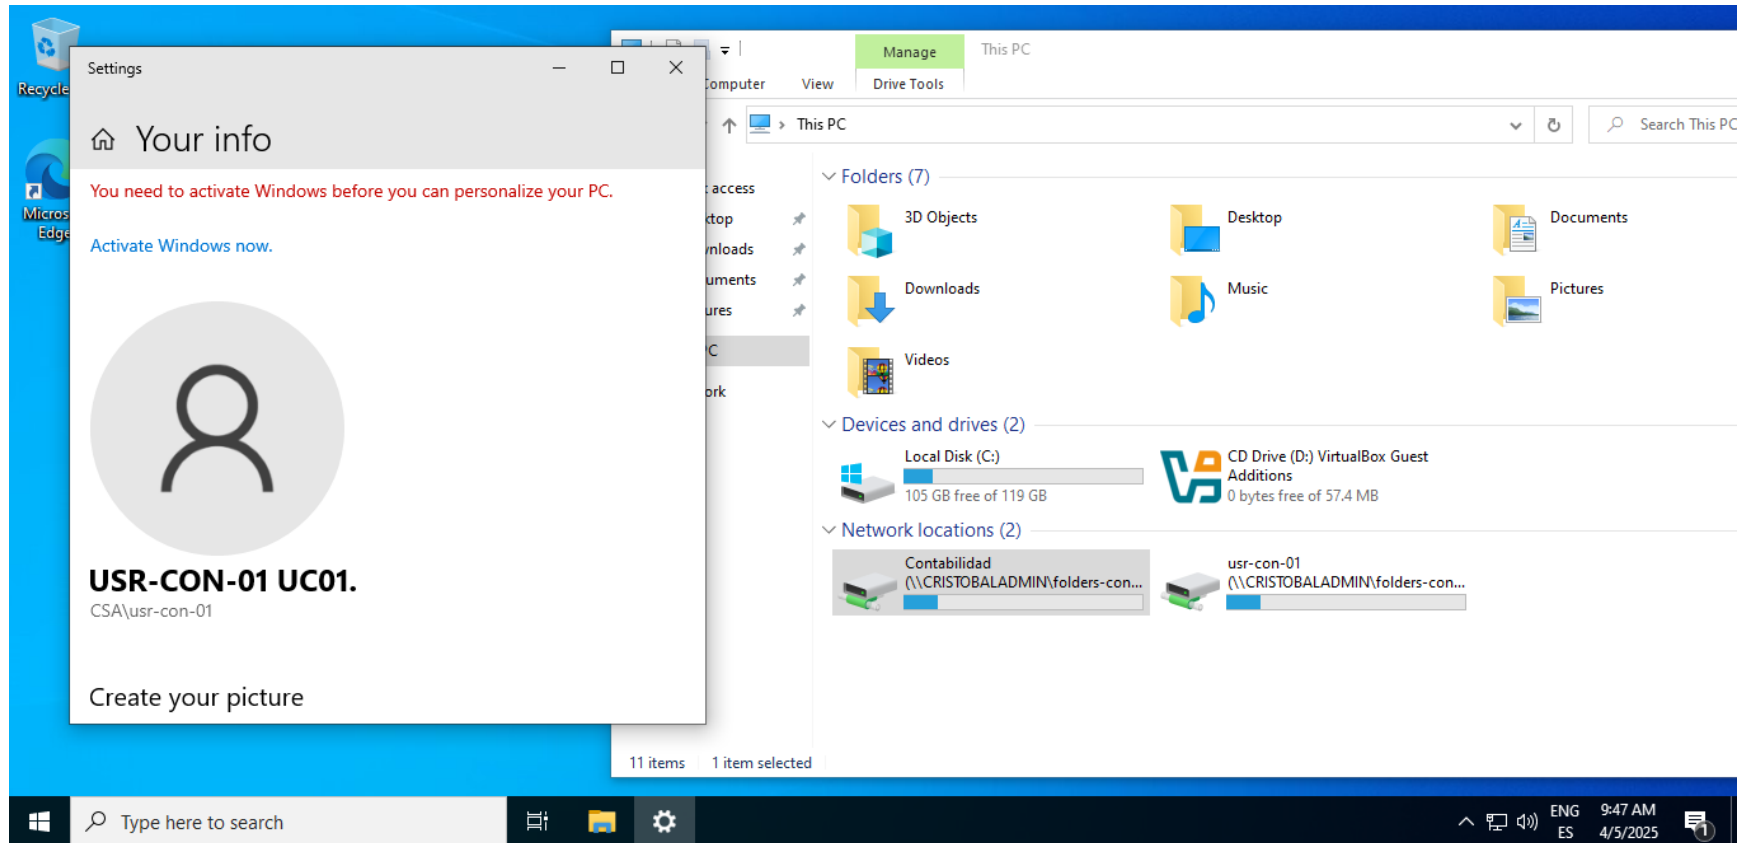 Recycle
Micros
Edge
Settings
Your info
You need to activate Windows before you can personalize your PC.
Activate Windows now.
USR-CON-01 UC01.
CSA\usr-con-01
Create your picture
Manage
This PC
Computer
View
Drive Tools
This PC
Search This PC
access
ktop
nloads
uments
ures
C
ork
Folders (7)
3D Objects
Desktop
Documents
Downloads
Music
Pictures
Videos
Devices and drives (2)
Local Disk (C:)
105 GB free of 119 GB
CD Drive (D:) VirtualBox Guest
Additions
0 bytes free of 57.4 MB
Network locations (2)
Contabilidad
(\\CRISTOBALADMIN\folders-con...
usr-con-01
(\\CRISTOBALADMIN\folders-con...
11 items
1 item selected
Type here to search
ENG
ES
9:47 AM
4/5/2025
1